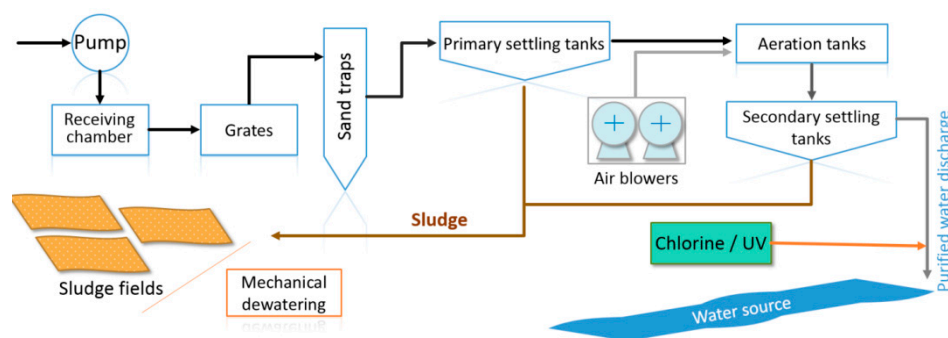 Pump
Receiving
chamber
Grates
Sand traps
Primary settling tanks
Aeration tanks
Secondary settling
tanks
Air blowers
Sludge
Chlorine / UV
Purified water discharge
Sludge fields
Mechanical
dewatering
Water source